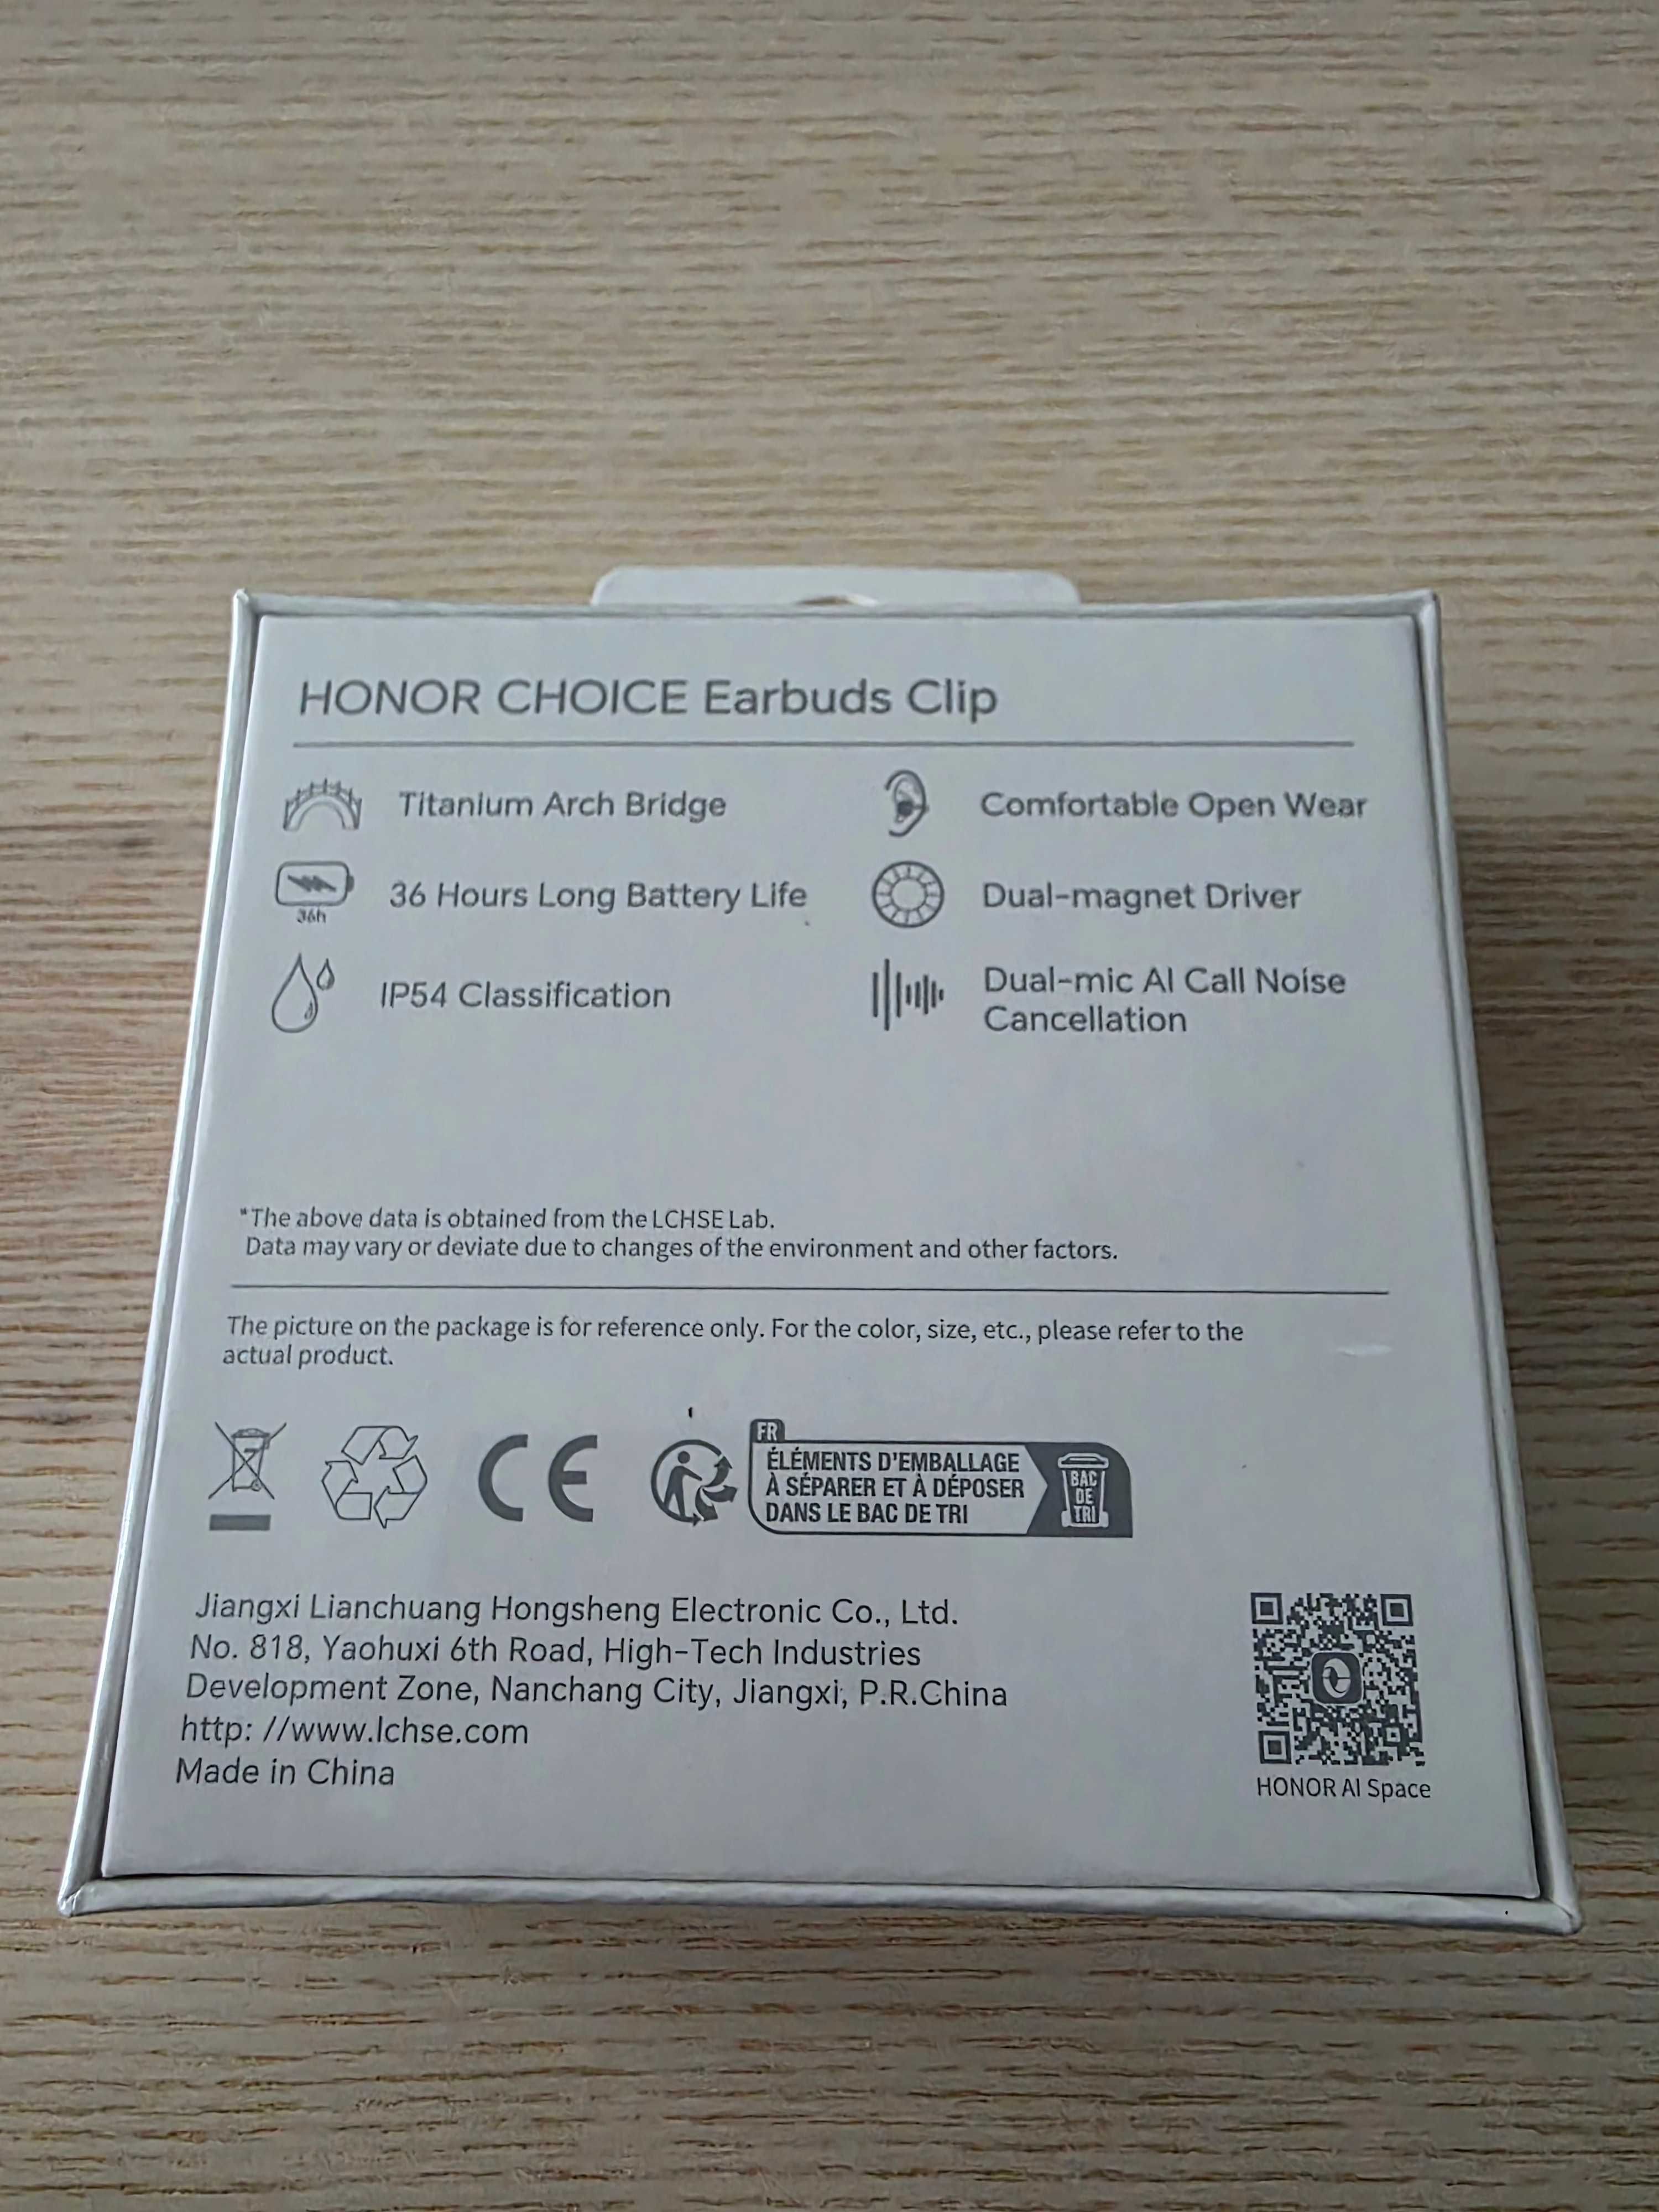 HONOR CHOICE Earbuds Clip
Titanium Arch Bridge
Comfortable Open Wear
36h
36 Hours Long Battery Life
Dual-magnet Driver
IP54 Classification
Dual-mic AI Call Noise
Cancellation
*The above data is obtained from the LCHSE Lab.
Data may vary or deviate due to changes of the environment and other factors.
The picture on the package is for reference only. For the color, size, etc., please refer to the
actual product.
CE
FR
ÉLÉMENTS D'EMBALLAGE
À SÉPARER ET À DÉPOSER
DANS LE BAC DE TRI
BAC
DE
TRI
Jiangxi Lianchuang Hongsheng Electronic Co., Ltd.
No. 818, Yaohuxi 6th Road, High-Tech Industries
Development Zone, Nanchang City, Jiangxi, P.R.China
http: //www.lchse.com
Made in China
HONOR AI Space